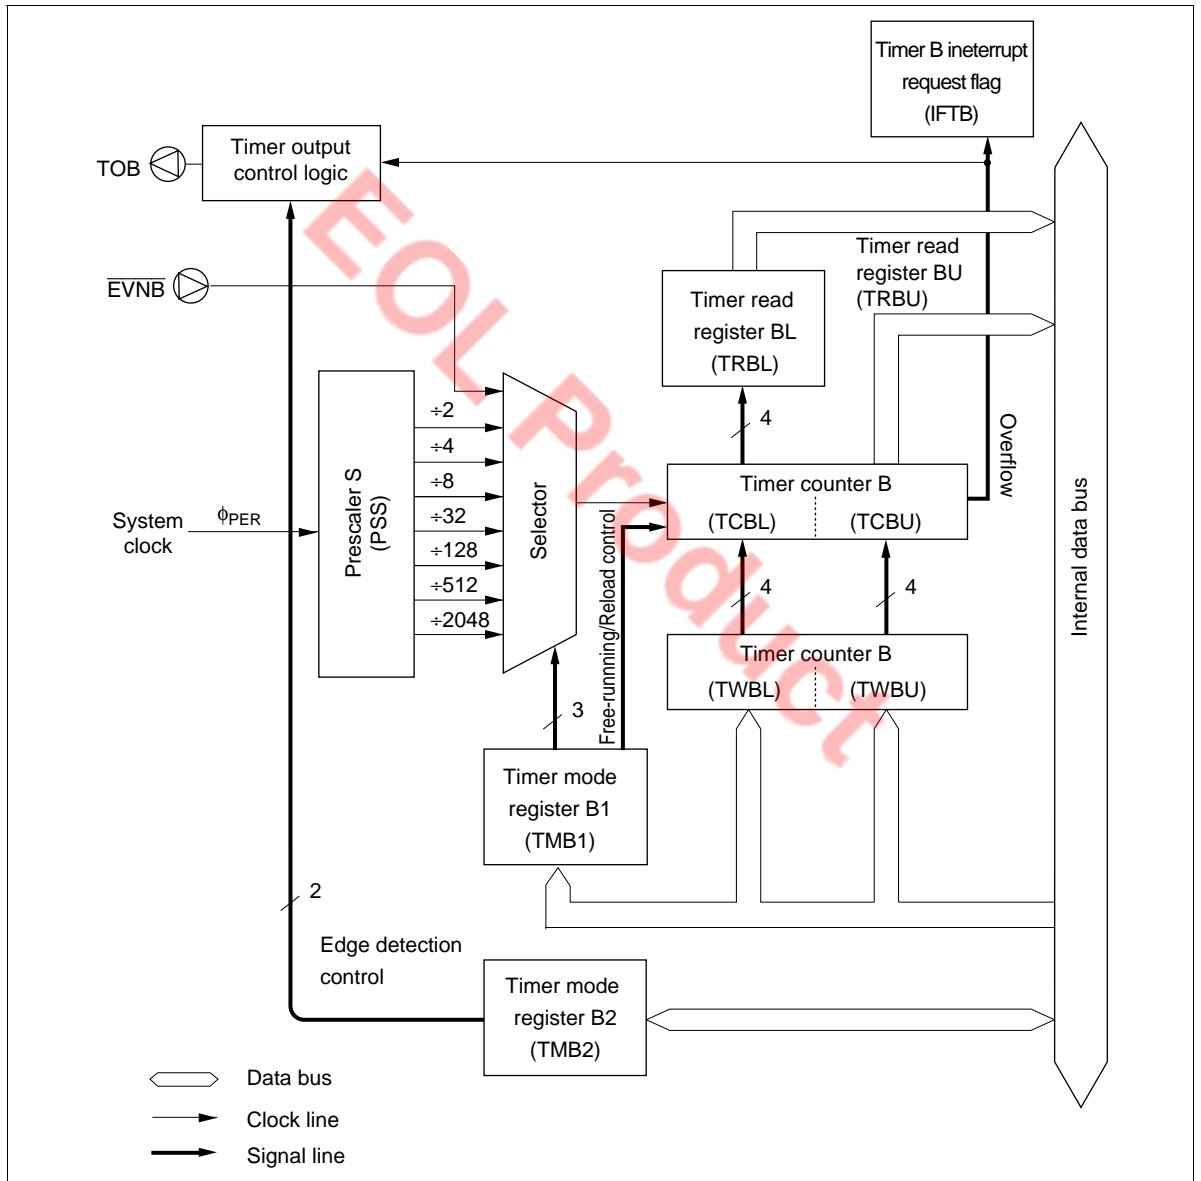 Timer B ineterrupt
request flag
(IFTB)
Timer output
control logic
TOB
EVNB
Timer read
register BL
(TRBL)
Timer read
register BU
(TRBU)
Overflow
Internal data bus
System
clock
ϕPER
Prescaler S
(PSS)
÷2
÷4
÷8
÷32
÷128
÷512
÷2048
Selector
4
Timer counter B
(TCBL)
(TCBU)
4
4
Timer counter B
(TWBL)
(TWBU)
Free-runnning/Reload control
3
Timer mode
register B1
(TMB1)
2
Edge detection
control
Timer mode
register B2
(TMB2)
Data bus
Clock line
Signal line
EOL Product